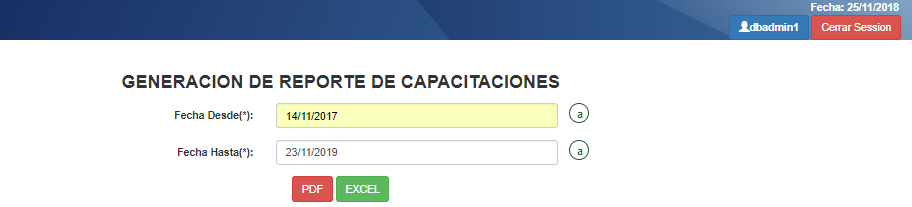 Fecha: 25/11/2018
dbadmin1 Cerrar Session
GENERACION DE REPORTE DE CAPACITACIONES
Fecha Desde(*): 14/11/2017 a
Fecha Hasta(*): 23/11/2019 a
PDF EXCEL